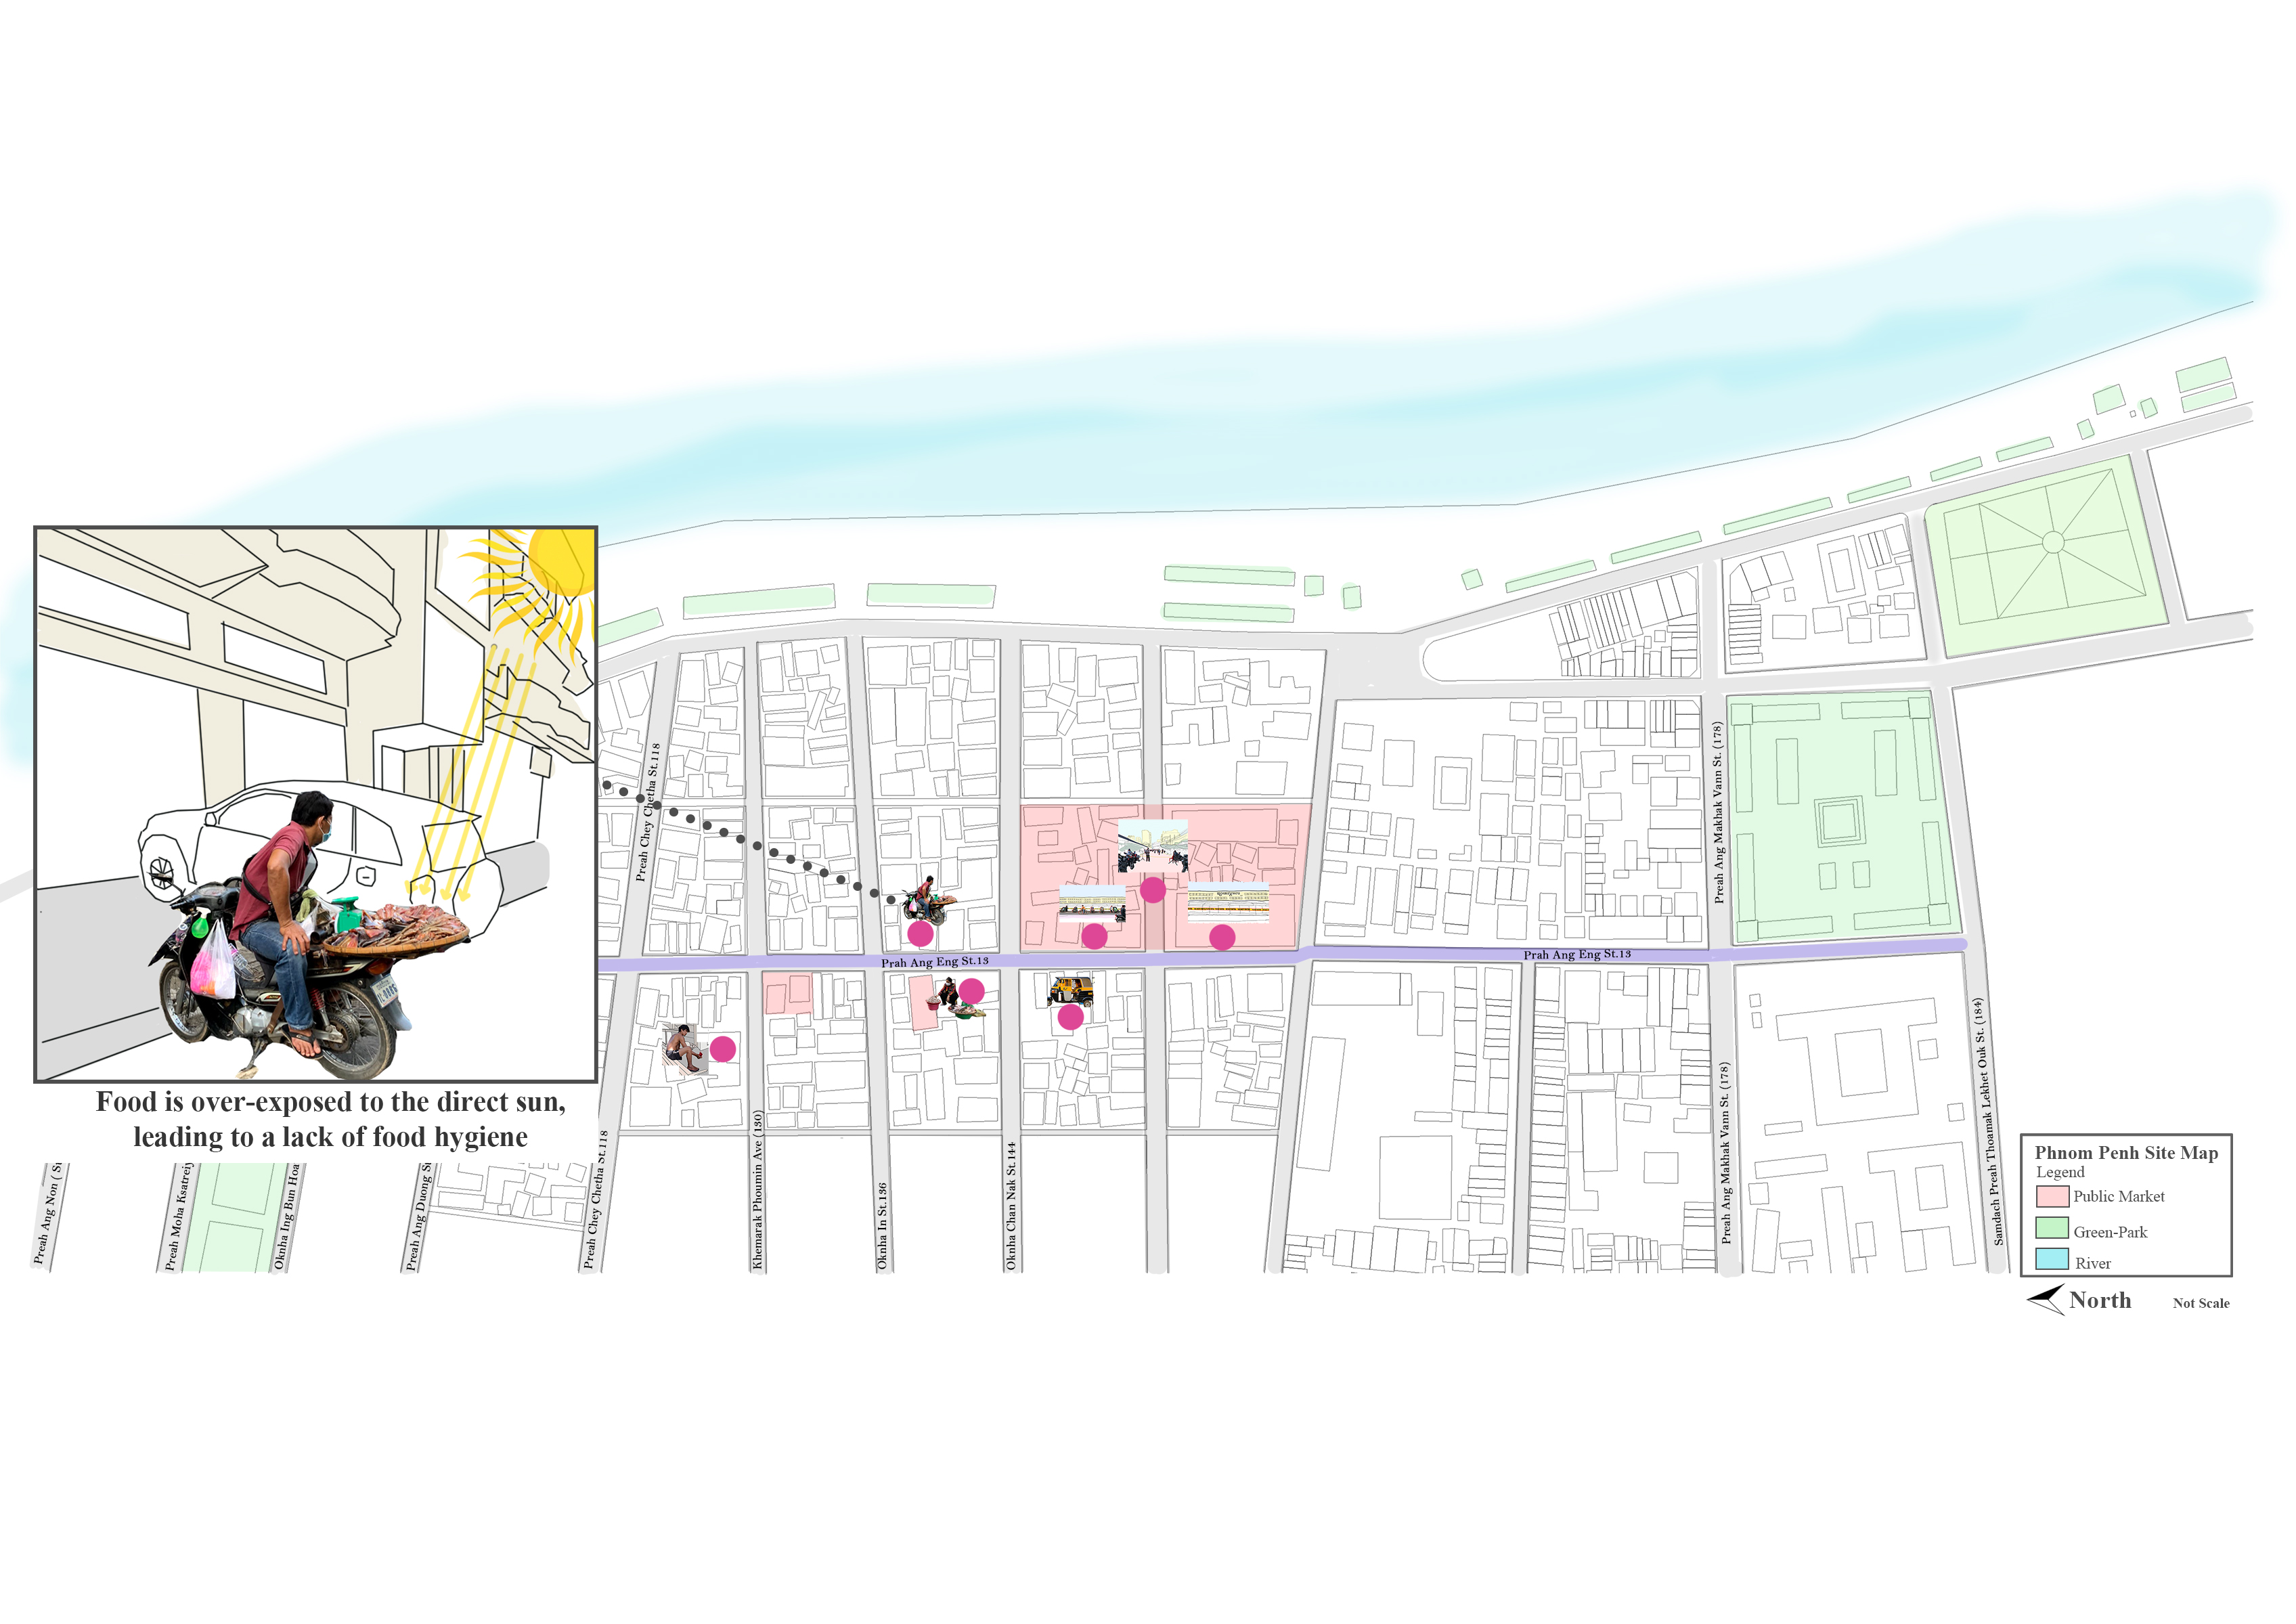 Food is over-exposed to the direct sun,
leading to a lack of food hygiene
Preah Chey Chetha St.118
Prah Ang Eng St.13
Prah Ang Eng St.13
Preah Ang Makhak Vann St. (178)
Preah Ang Non (
Preah Moha Ksatreiy
Oknha Ing Bun Hoa
Preah Ang Duong S
Preah Chey Chetha St.118
Khemarak Phoumin Ave (130)
Oknha In St.136
Oknha Chan Nak St.144
Preah Ang Makhak Vann St. (178)
Samdach Preah Thoamak Lekhet Ouk St. (184)
Phnom Penh Site Map
Legend
Public Market
Green-Park
River
North
Not Scale